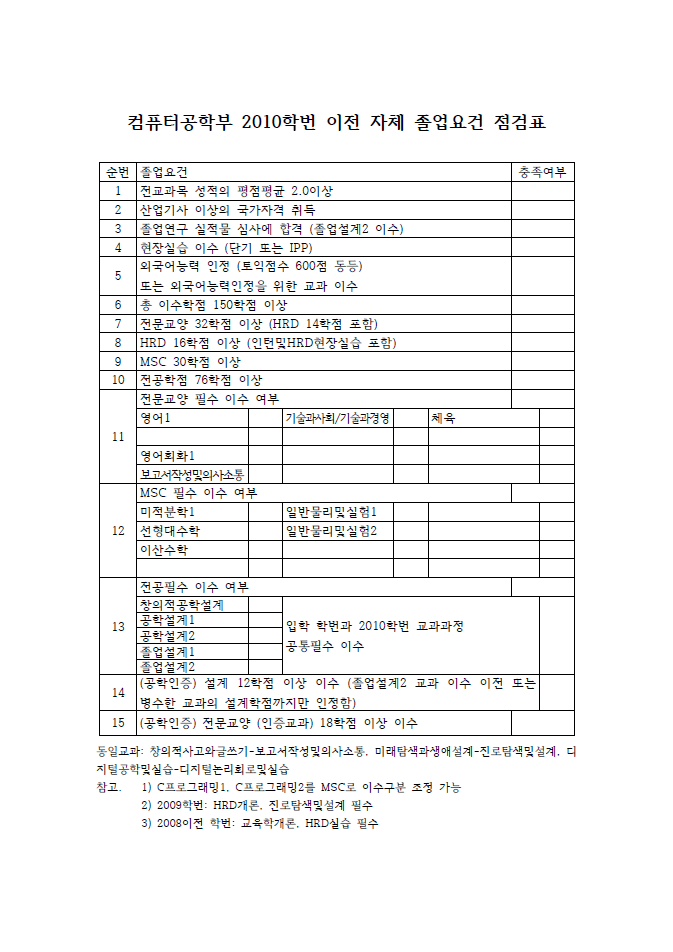 컴퓨터공학부 2010학번 이전 자체 졸업요건 점검표
순번 졸업요건 충족여부
1 전교과목 성적의 평점평균 2.0이상
2 산업기사 이상의 국가자격 취득
3 졸업연구 실적물 심사에 합격 (졸업설계2 이수)
4 현장실습 이수 (단기 또는 IPP)
5 외국어능력 인정 (토익점수 600점 동등)
또는 외국어능력인정을 위한 교과 이수
6 총 이수학점 150학점 이상
7 전문교양 32학점 이상 (HRD 14학점 포함)
8 HRD 16학점 이상 (인턴및HRD현장실습 포함)
9 MSC 30학점 이상
10 전공학점 76학점 이상
11 전문교양 필수 이수 여부
영어1 기술과사회/기술과경영 체육
영어회화1
보고서작성및의사소통
12 MSC 필수 이수 여부
미적분학1 일반물리및실험1
선형대수학 일반물리및실험2
이산수학
13 전공필수 이수 여부
창의적공학설계
공학설계1
공학설계2
졸업설계1
졸업설계2
입학 학번과 2010학번 교과과정
공통필수 이수
14 (공학인증) 설계 12학점 이상 이수 (졸업설계2 교과 이수 이전 또는
병수한 교과의 설계학점까지만 인정함)
15 (공학인증) 전문교양 (인증교과) 18학점 이상 이수
동일교과: 창의적사고와글쓰기-보고서작성및의사소통, 미래탐색과생애설계-진로탐색및설계, 디
지털공학및실습-디지털논리회로및실습
참고. 1) C프로그래밍1, C프로그래밍2를 MSC로 이수구분 조정 가능
2) 2009학번: HRD개론, 진로탐색및설계 필수
3) 2008이전 학번: 교육학개론, HRD실습 필수